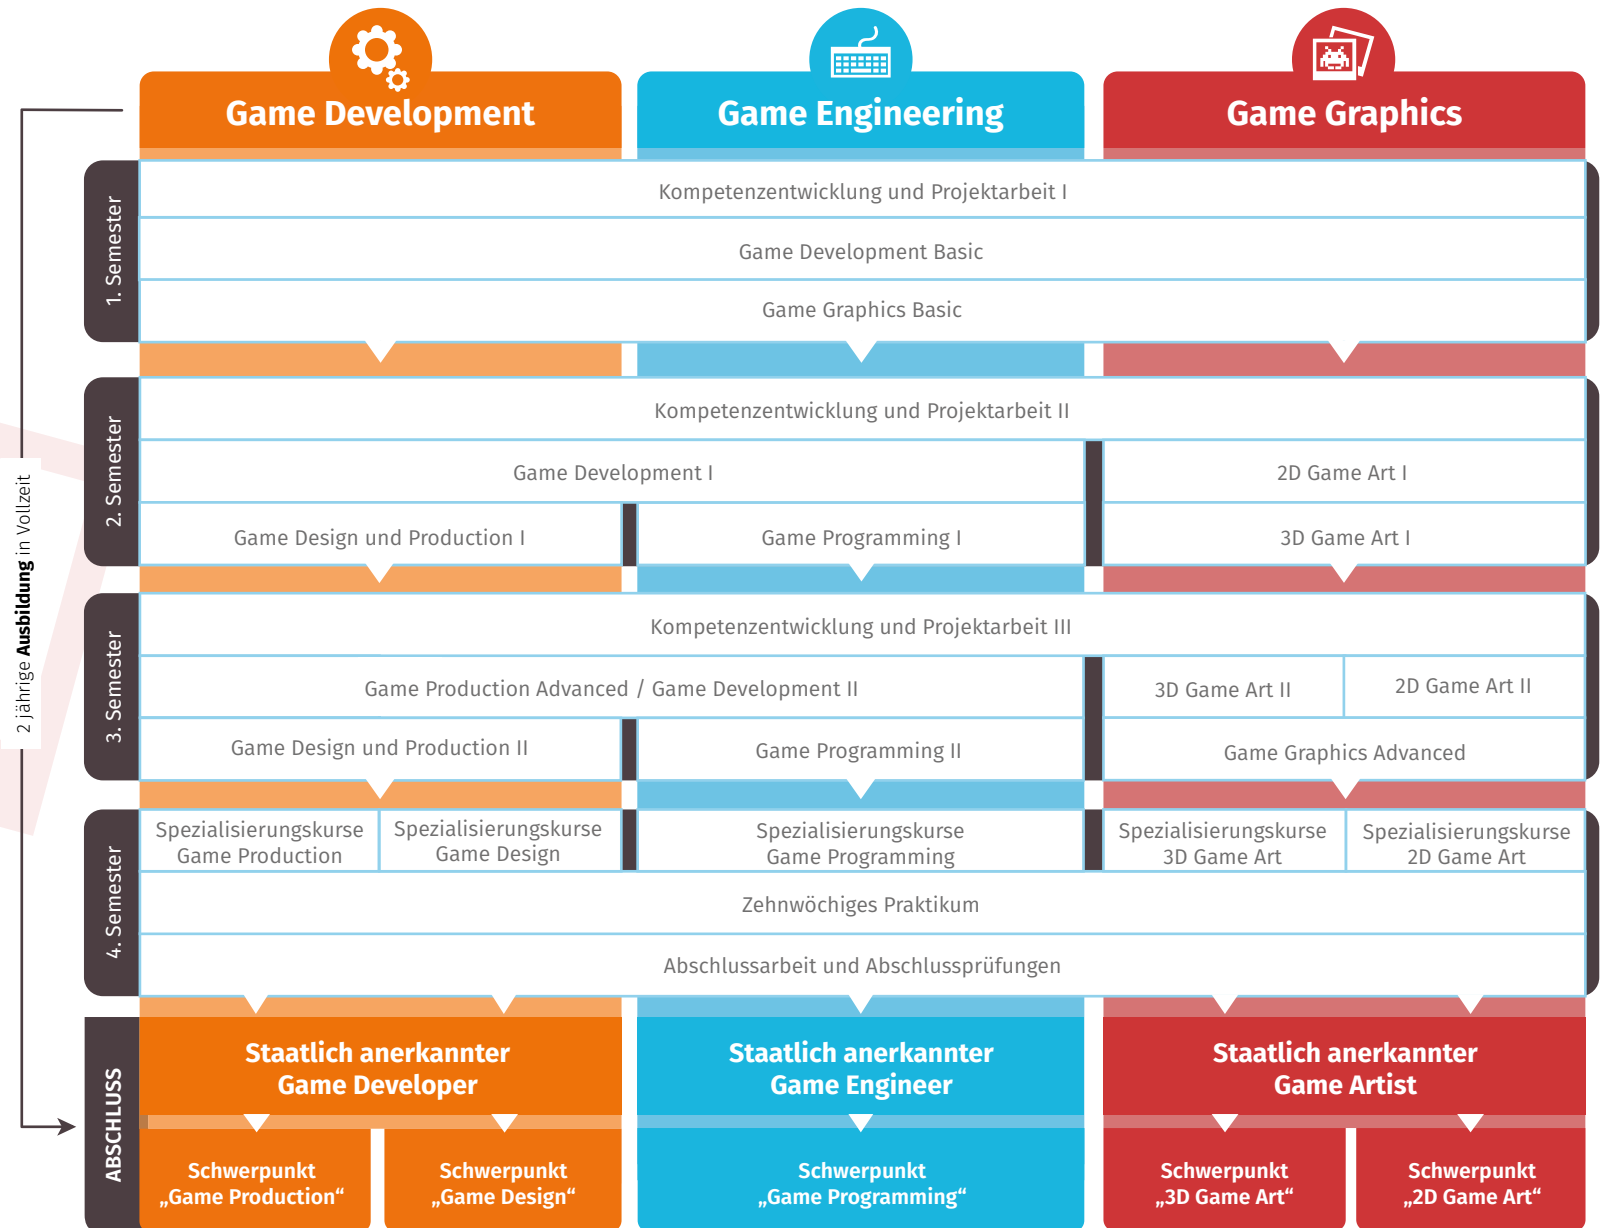 Game Development
Game Engineering
Game Graphics
2 jährige Ausbildung in Vollzeit
1. Semester
Kompetenzentwicklung und Projektarbeit I
Game Development Basic
Game Graphics Basic
2. Semester
Kompetenzentwicklung und Projektarbeit II
Game Development I
2D Game Art I
Game Design und Production I
Game Programming I
3D Game Art I
3. Semester
Kompetenzentwicklung und Projektarbeit III
Game Production Advanced / Game Development II
3D Game Art II
2D Game Art II
Game Design und Production II
Game Programming II
Game Graphics Advanced
4. Semester
Spezialisierungskurse
Game Production
Spezialisierungskurse
Game Design
Spezialisierungskurse
Game Programming
Spezialisierungskurse
3D Game Art
Spezialisierungskurse
2D Game Art
Zehnwöchiges Praktikum
Abschlussarbeit und Abschlussprüfungen
ABSCHLUSS
Staatlich anerkannter
Game Developer
Staatlich anerkannter
Game Engineer
Staatlich anerkannter
Game Artist
Schwerpunkt
„Game Production“
Schwerpunkt
„Game Design“
Schwerpunkt
„Game Programming“
Schwerpunkt
„3D Game Art“
Schwerpunkt
„2D Game Art“